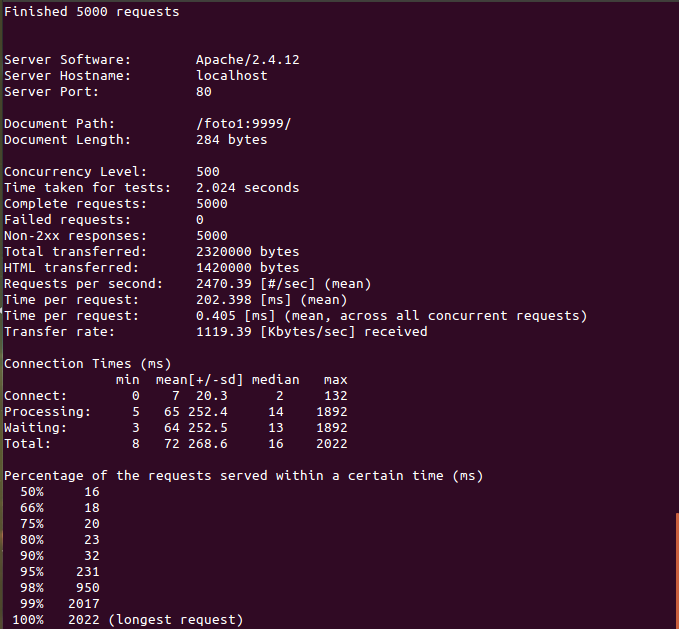 Finished 5000 requests
Server Software: Apache/2.4.12
Server Hostname: localhost
Server Port: 80
Document Path: /foto1:9999/
Document Length: 284 bytes
Concurrency Level: 500
Time taken for tests: 2.024 seconds
Complete requests: 5000
Failed requests: 0
Non-2xx responses: 5000
Total transferred: 2320000 bytes
HTML transferred: 1420000 bytes
Requests per second: 2470.39 [#/sec] (mean)
Time per request: 202.398 [ms] (mean)
Time per request: 0.405 [ms] (mean, across all concurrent requests)
Transfer rate: 1119.39 [Kbytes/sec] received
Connection Times (ms)
min mean[+/-sd] median max
Connect: 0 7 20.3 2 132
Processing: 5 65 252.4 14 1892
Waiting: 3 64 252.5 13 1892
Total: 8 72 268.6 16 2022
Percentage of the requests served within a certain time (ms)
50% 16
66% 18
75% 20
80% 23
90% 32
95% 231
98% 950
99% 2017
100% 2022 (longest request)